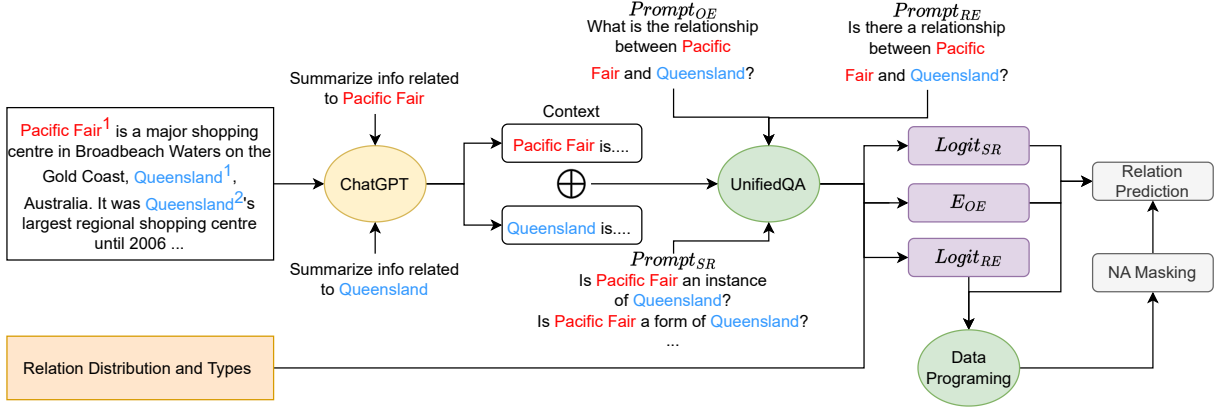 Prompt_OE
What is the relationship
between Pacific
Fair and Queensland?
Prompt_RE
Is there a relationship
between Pacific
Fair and Queensland?
Summarize info related
to Pacific Fair
Pacific Fair1 is a major shopping
centre in Broadbeach Waters on the
Gold Coast, Queensland1,
Australia. It was Queensland2's
largest regional shopping centre
until 2006 ...
ChatGPT
Summarize info related
to Queensland
Context
Pacific Fair is....
Queensland is....
UnifiedQA
Prompt_SR
Is Pacific Fair an instance
of Queensland?
Is Pacific Fair a form of Queensland?
...
Logit_SR
E_OE
Logit_RE
Relation
Prediction
NA Masking
Data
Programing
Relation Distribution and Types